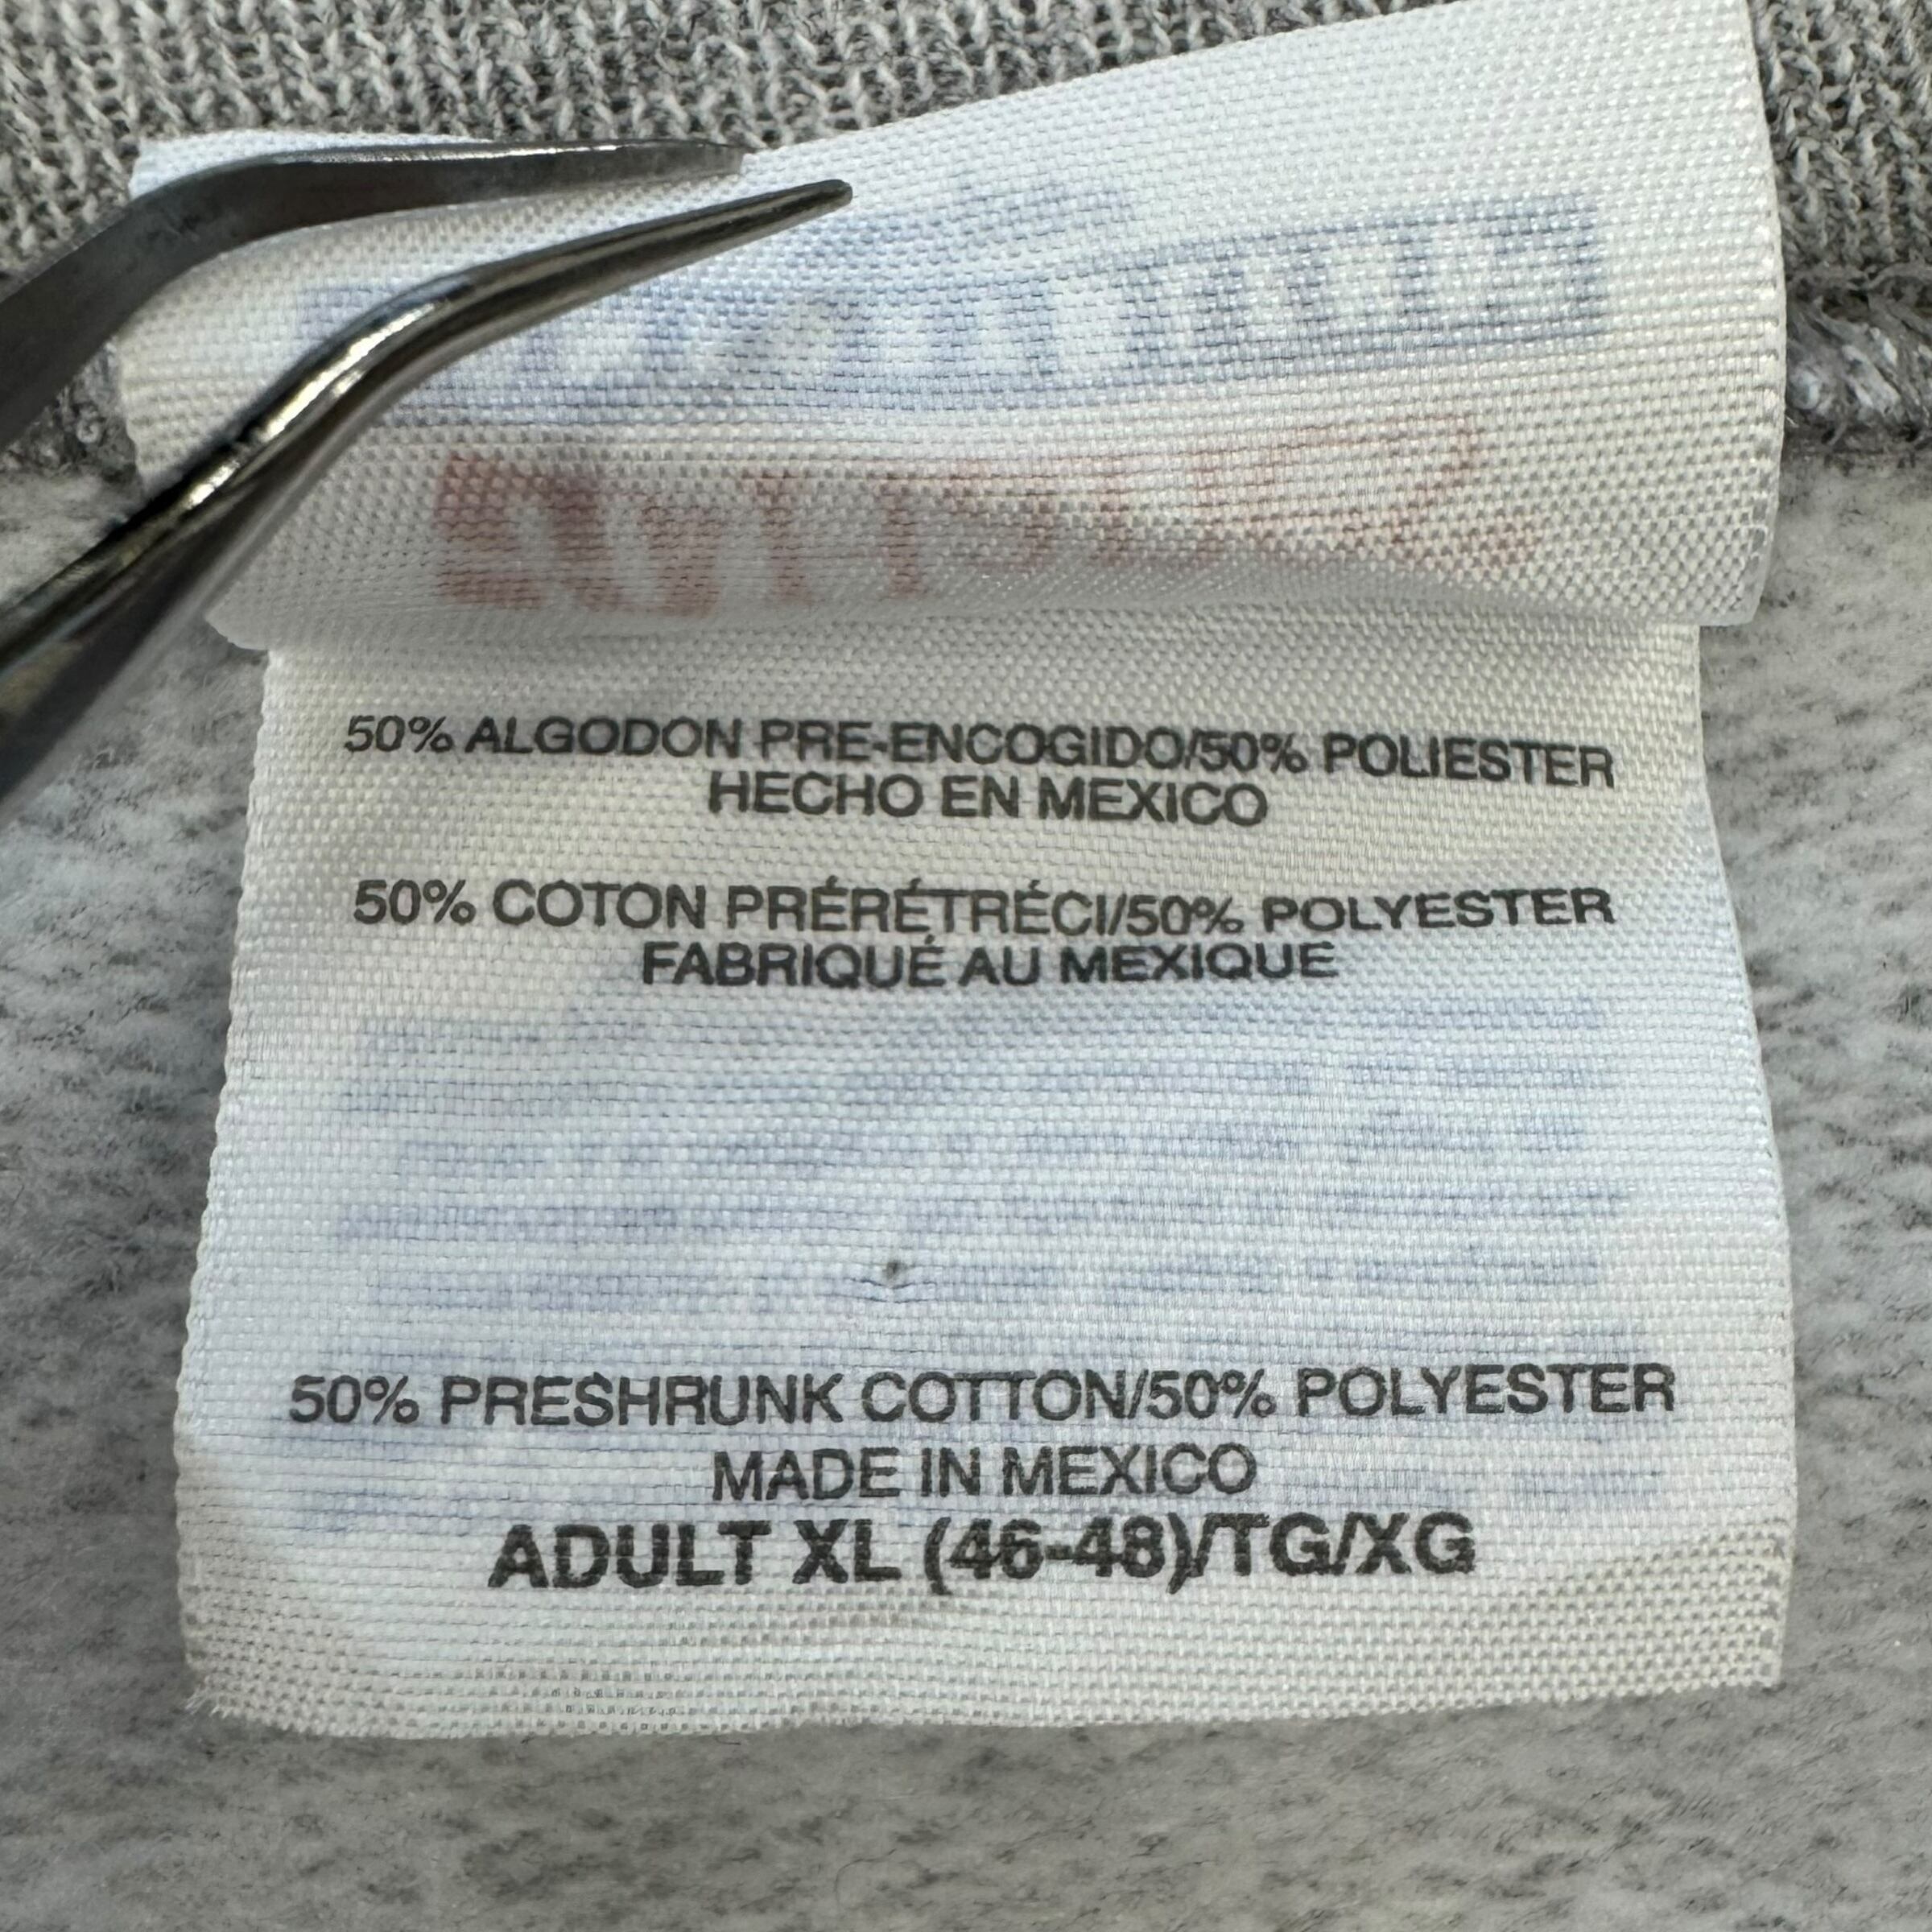 50% ALGODON PRE-ENCOGIDO/50% POLIESTER
HECHO EN MEXICO
50% COTON PRÉRÉTRÉCI/50% POLYESTER
FABRIQUÉ AU MEXIQUE
50% PRESHRUNK COTTON/50% POLYESTER
MADE IN MEXICO
ADULT XL (46-48)/TG/XG